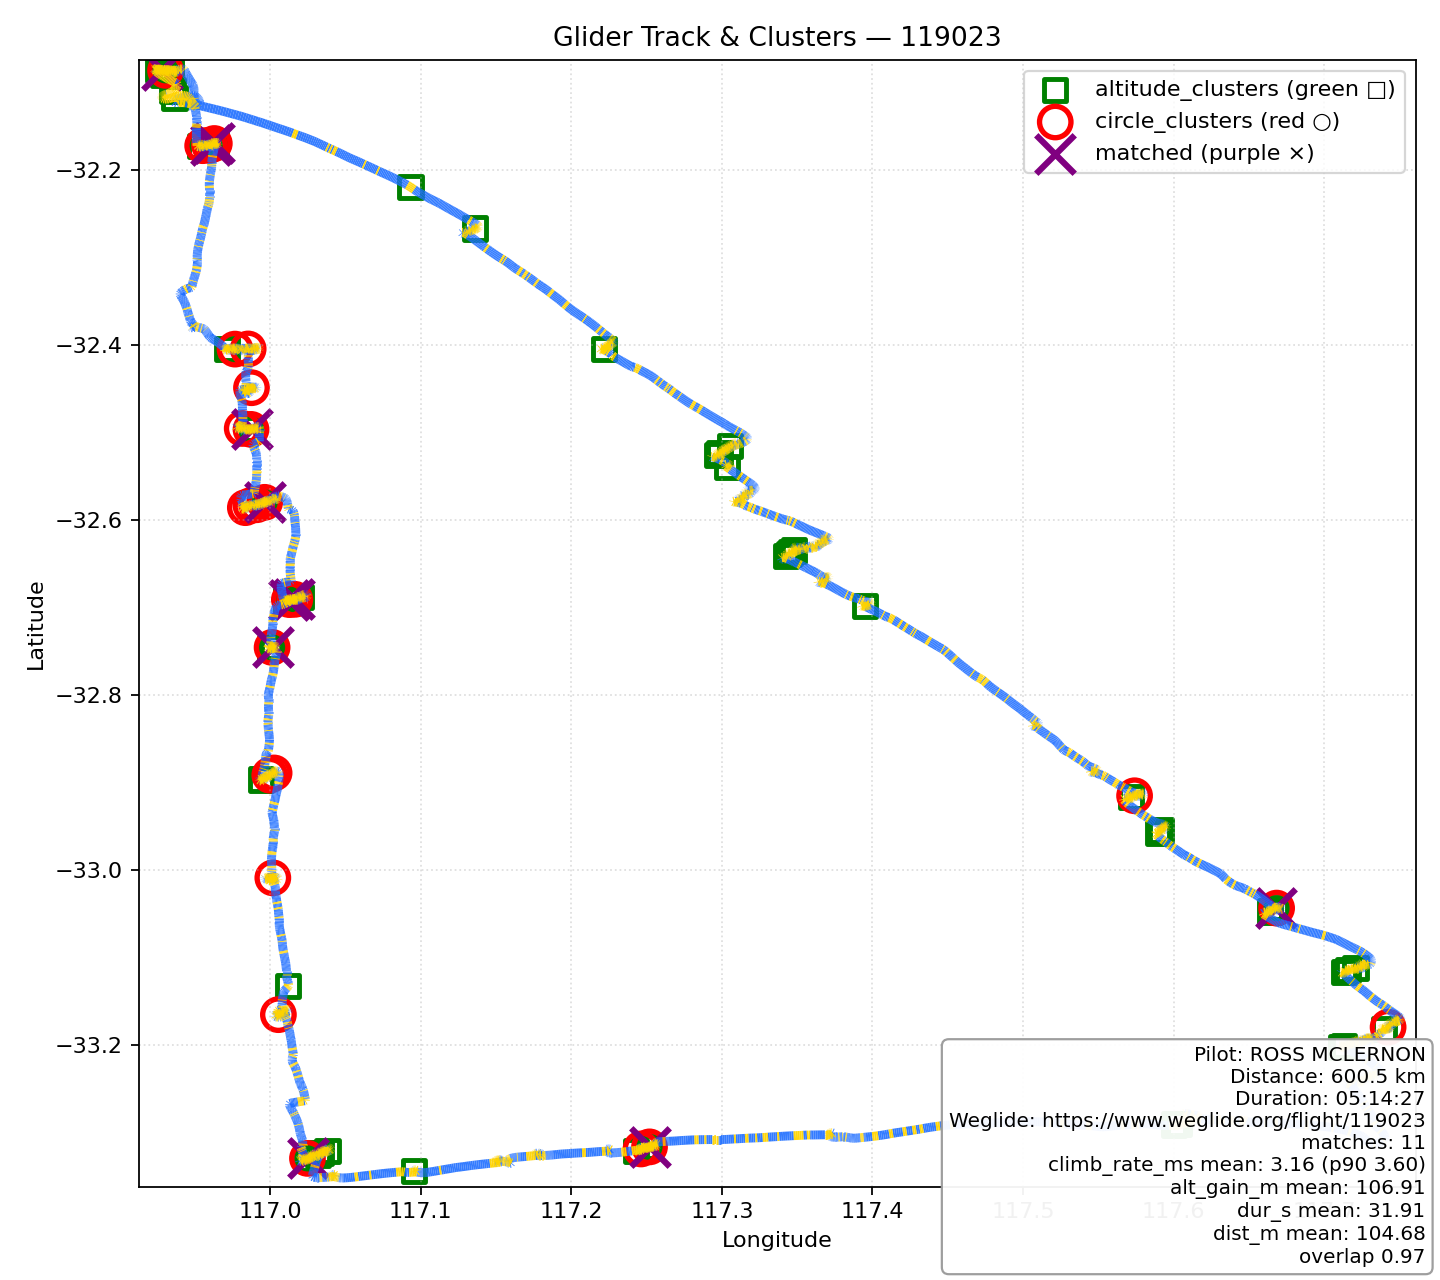 Glider Track & Clusters — 119023
altitude_clusters (green □)
circle_clusters (red ○)
matched (purple ×)
Latitude
−32.2
−32.4
−32.6
−32.8
−33.0
−33.2
117.0
117.1
117.2
117.3
117.4
117.5
117.6
Longitude
Pilot: ROSS MCLERNON
Distance: 600.5 km
Duration: 05:14:27
Weglide: https://www.weglide.org/flight/119023
matches: 11
climb_rate_ms mean: 3.16 (p90 3.60)
alt_gain_m mean: 106.91
dur_s mean: 31.91
dist_m mean: 104.68
overlap 0.97